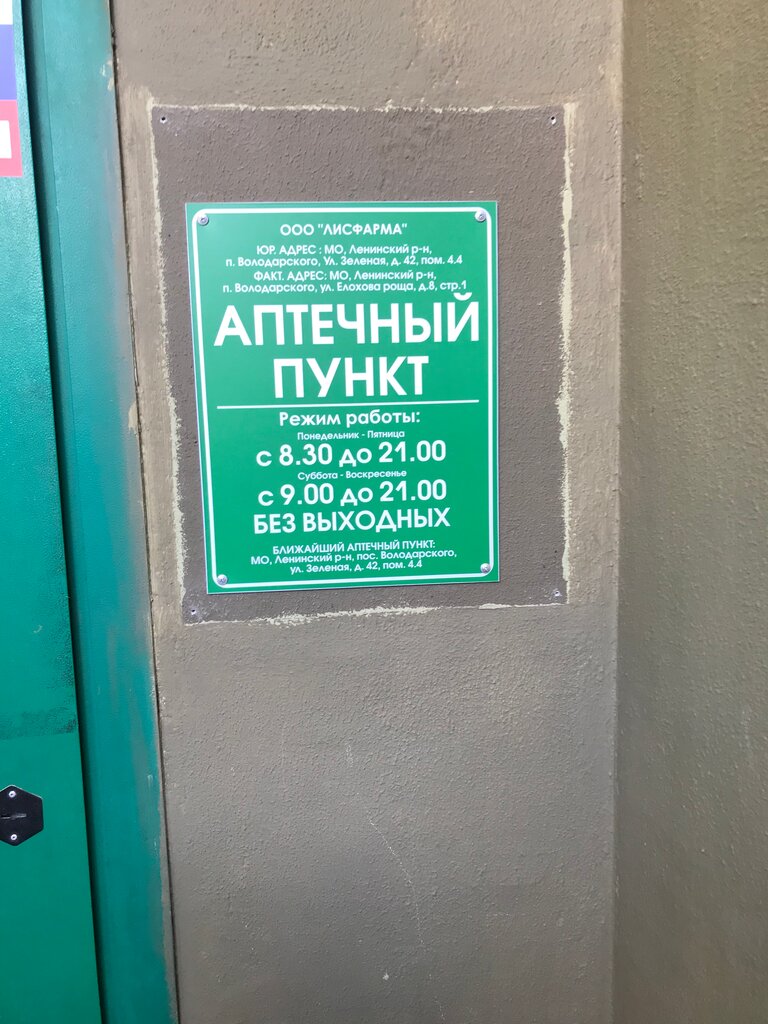 ООО "ЛИСФАРМА"
ЮР. АДРЕС : МО, Ленинский р-н,
п. Володарского, Ул. Зеленая, д. 42, пом. 4.4
ФАКТ. АДРЕС: МО, Ленинский р-н,
п. Володарского, ул. Елохова роща, д.8, стр.1
АПТЕЧНЫЙ
ПУНКТ
Режим работы:
Понедельник - Пятница
с 8.30 до 21.00
Суббота - Воскресенье
с 9.00 до 21.00
БЕЗ ВЫХОДНЫХ
БЛИЖАЙШИЙ АПТЕЧНЫЙ ПУНКТ:
МО, Ленинский р-н, пос. Володарского,
ул. Зеленая, д. 42, пом. 4.4